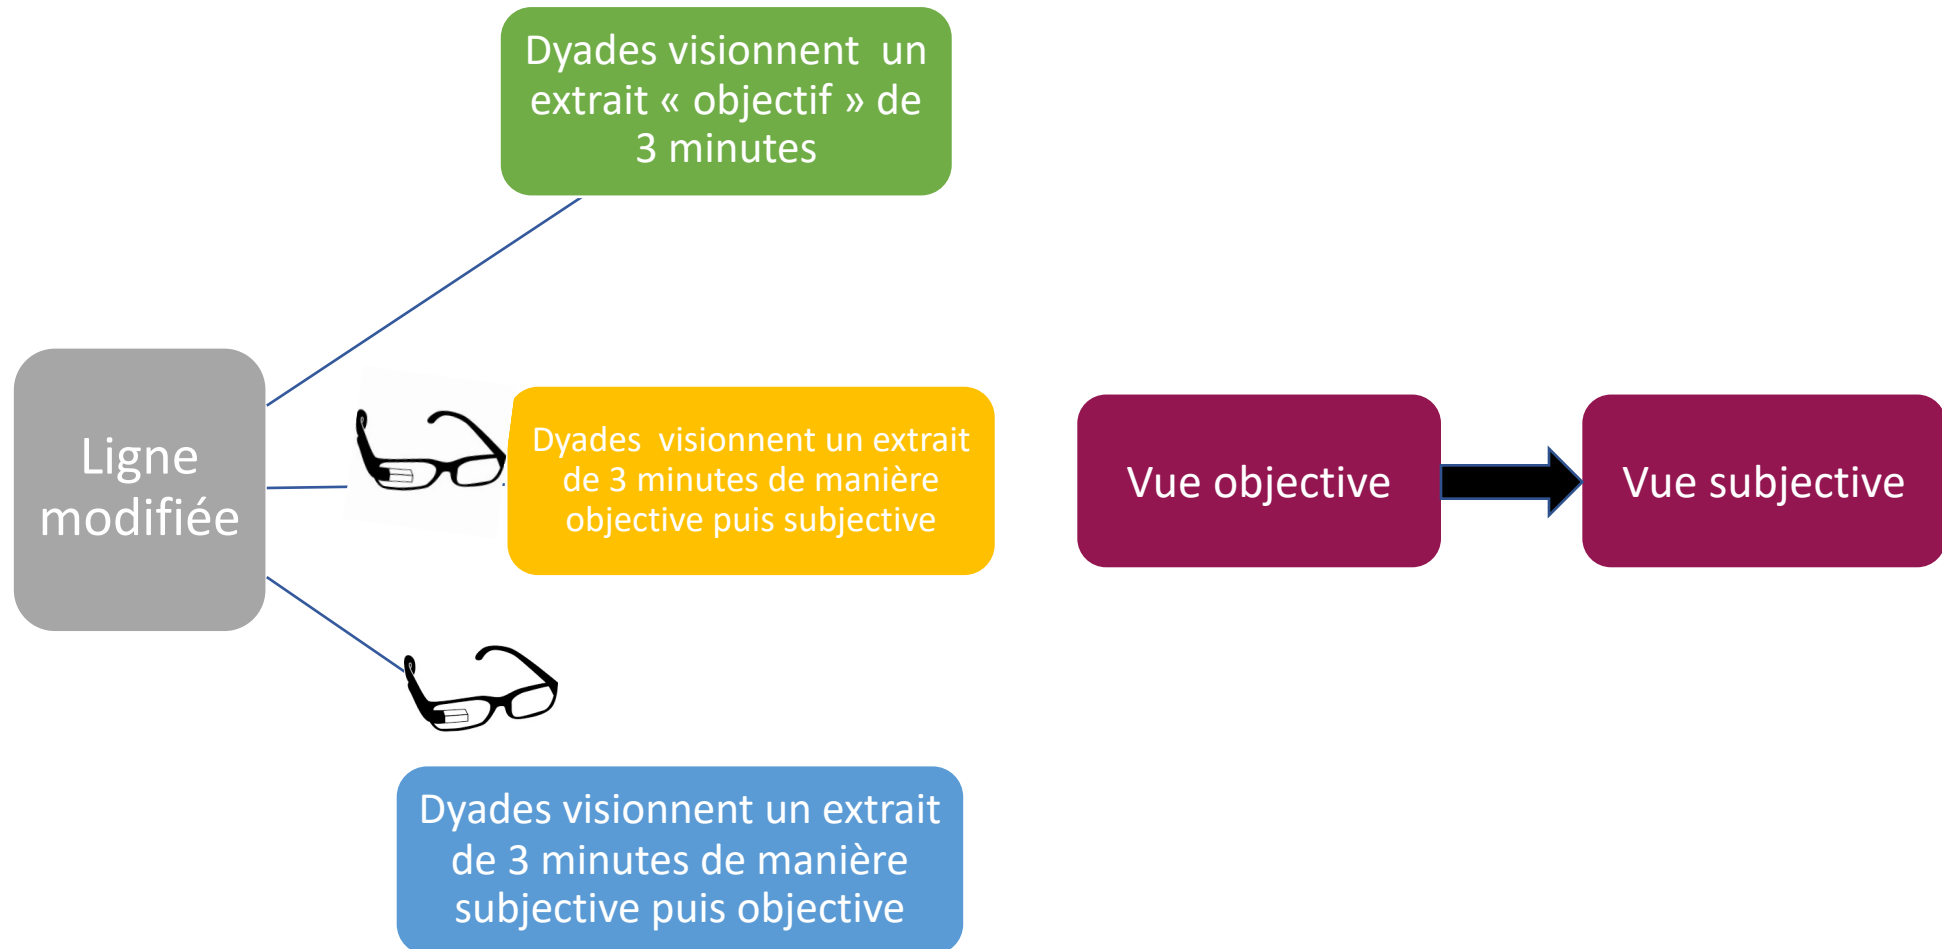 Dyades visionnent un
extrait « objectif » de
3 minutes
Ligne
modifiée
Dyades visionnent un extrait
de 3 minutes de manière
objective puis subjective
Vue objective
Vue subjective
Dyades visionnent un extrait
de 3 minutes de manière
subjective puis objective